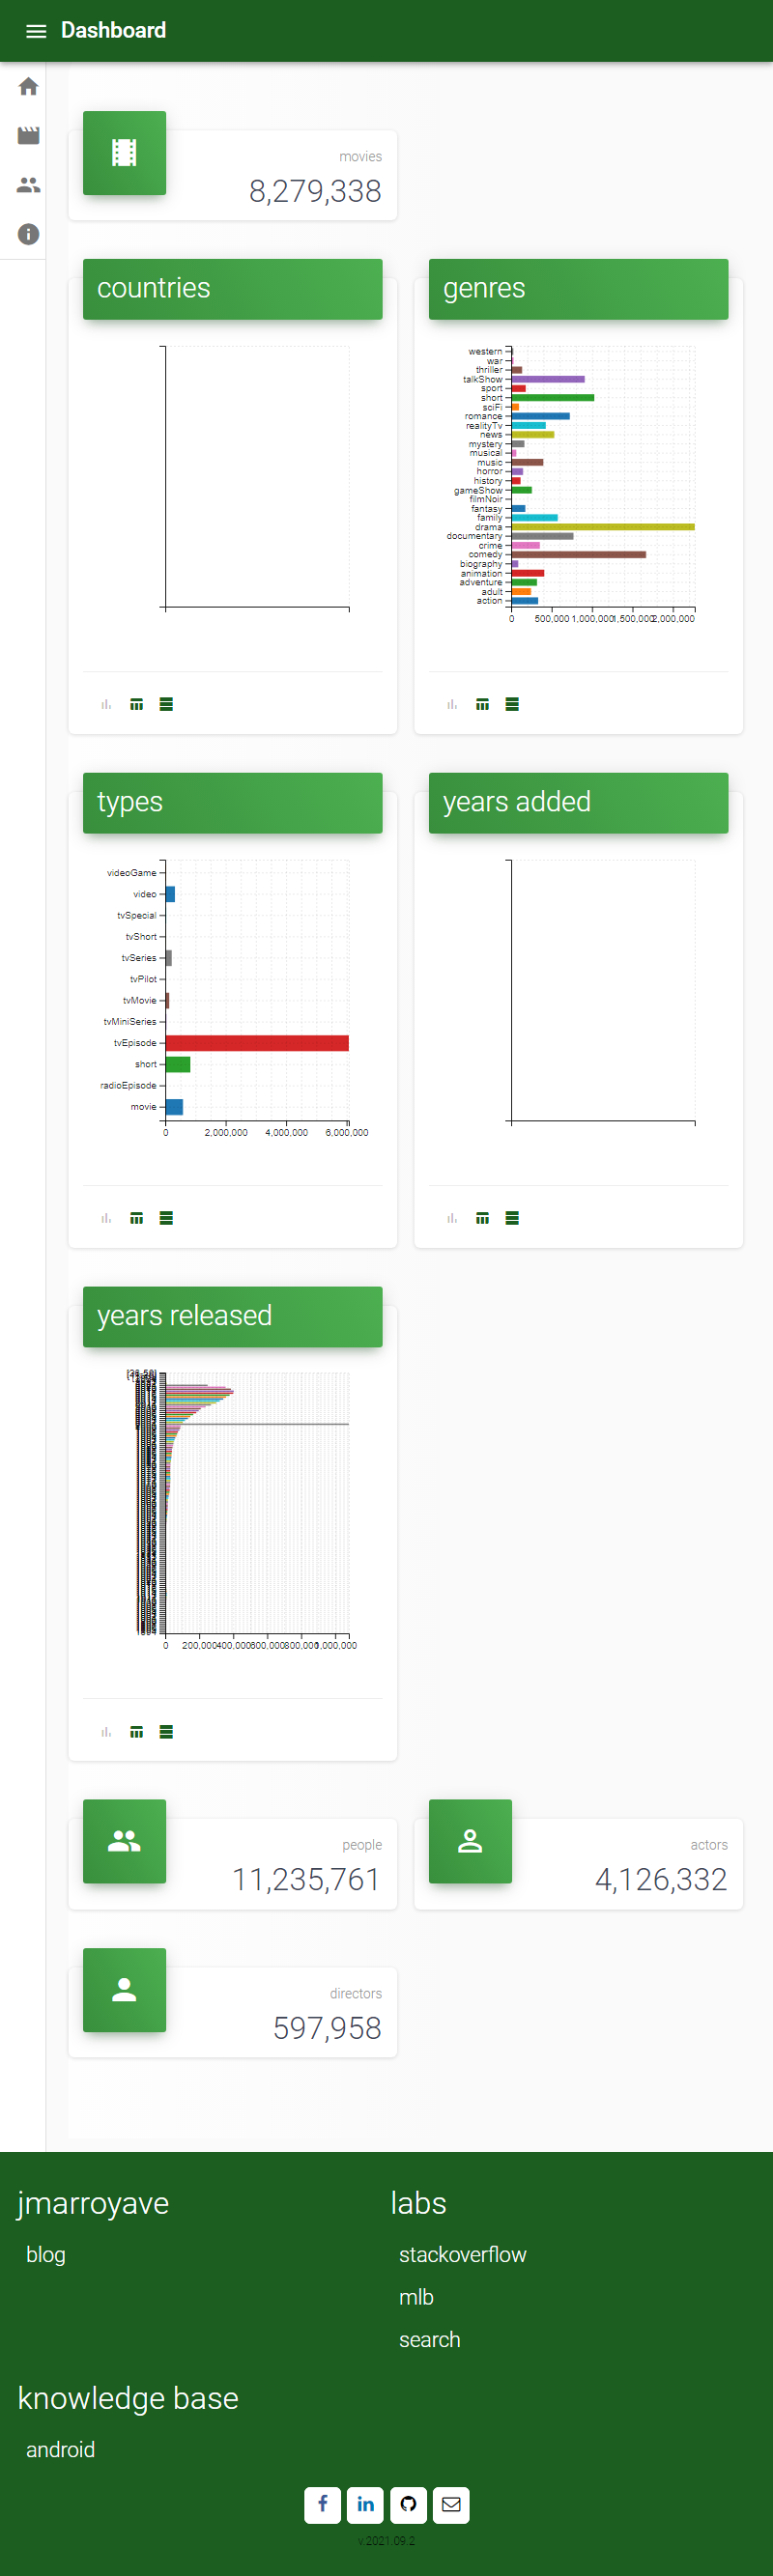 Dashboard
movies
8,279,338
countries
genres
western
war
thriller
talkShow
sport
short
sciFi
romance
realityTv
news
mystery
musical
music
horror
history
gameShow
filmNoir
fantasy
family
drama
documentary
crime
comedy
biography
animation
adventure
adult
action
0 500,000 1,000,000 1,500,000 2,000,000
types
years added
videoGame
video
tvSpecial
tvShort
tvSeries
tvPilot
tvMovie
tvMiniSeries
tvEpisode
short
radioEpisode
movie
0 2,000,000 4,000,000 6,000,000
years released
0 200,000 400,000 600,000 800,000 1,000,000
people
11,235,761
actors
4,126,332
directors
597,958
jmarroyave
blog
labs
stackoverflow
mlb
search
knowledge base
android
v.2021.09.2